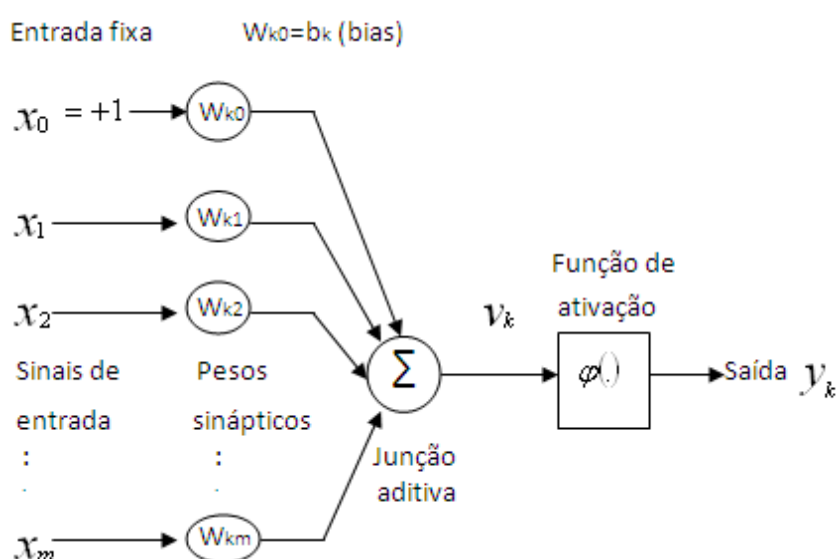 Entrada fixa
Wk0=bk (bias)
x0 = +1
Wk0
x1
Wk1
x2
Wk2
Sinais de entrada
:
.
Pesos sinápticos
:
.
xm
Wkm
Σ
Junção aditiva
vk
Função de ativação
φ(.)
Saída yk